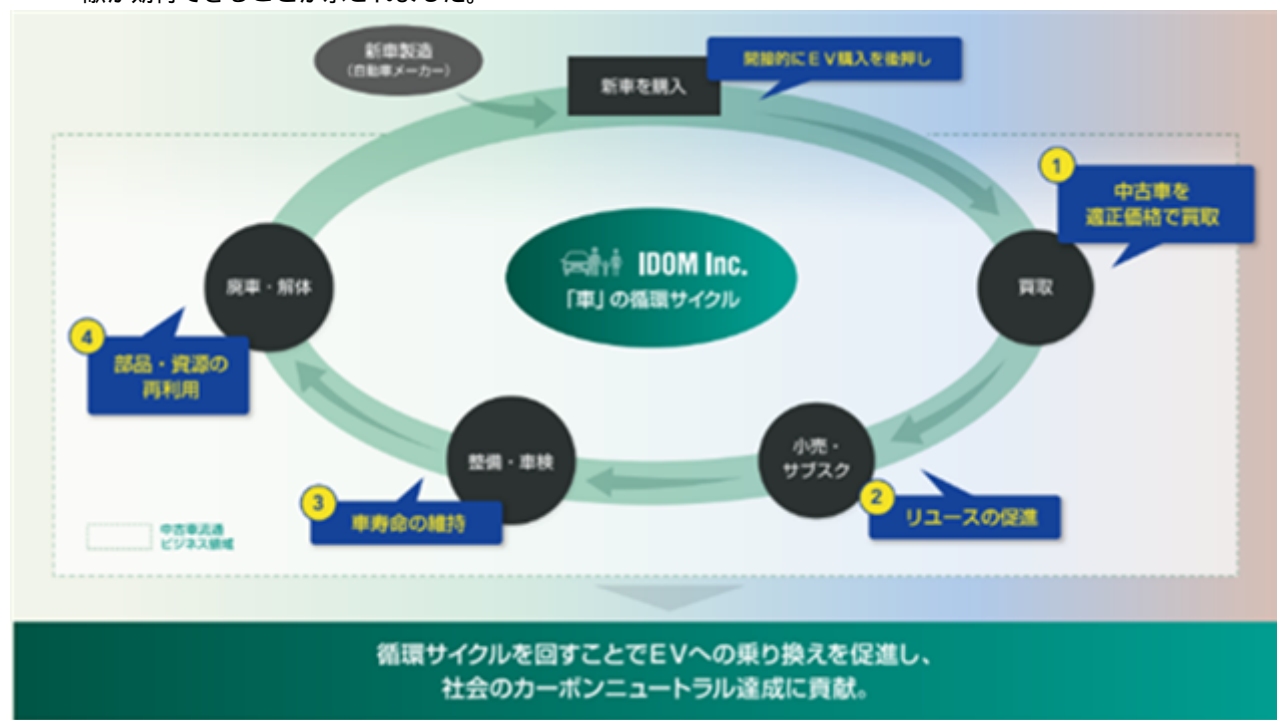 新車製造
(自動車メーカー)
新車を購入
間接的にEV購入を後押し
1
中古車を
適正価格で買取
買取
IDOM Inc.
「車」の循環サイクル
廃車・解体
4
部品・資源の
再利用
小売・
サブスク
2
リユースの促進
整備・車検
3
車寿命の維持
中古車流通
ビジネス領域
循環サイクルを回すことでEVへの乗り換えを促進し、
社会のカーボンニュートラル達成に貢献。